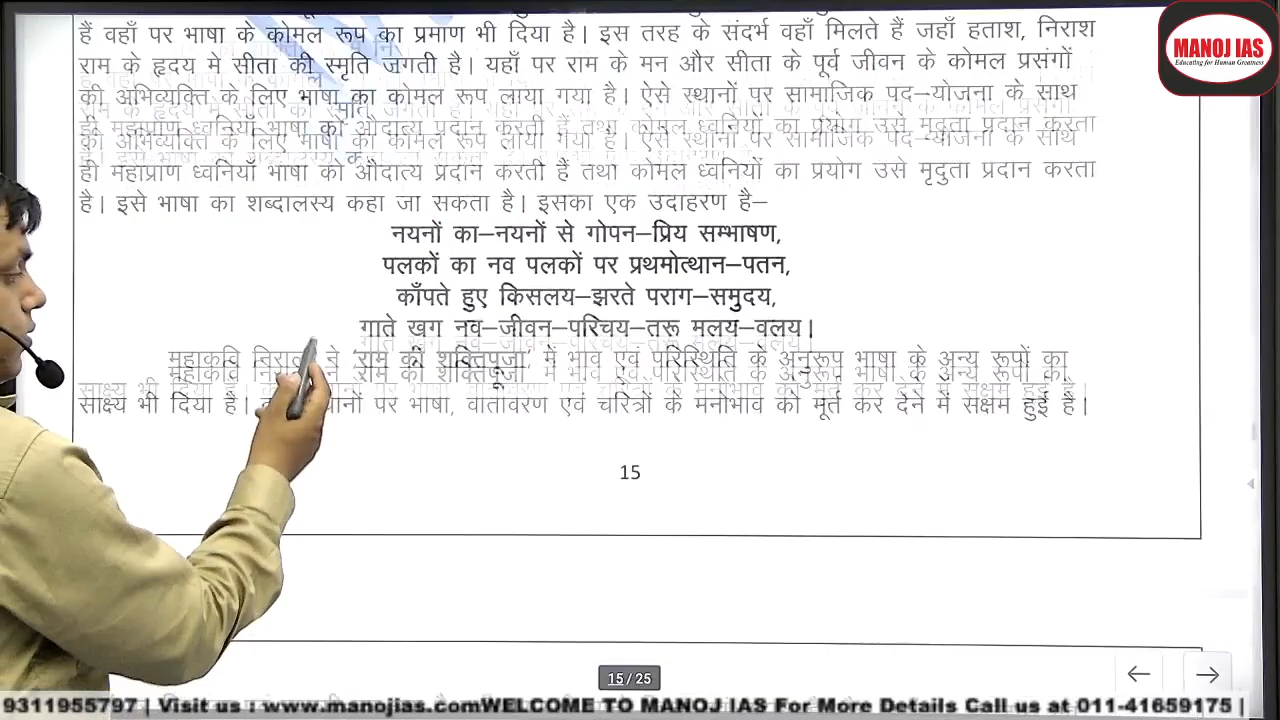 MANOJ IAS
Educating for Human Greatness
हैं वहाँ पर भाषा के कोमल रूप का प्रमाण भी दिया है। इस तरह के संदर्भ वहाँ मिलते हैं जहाँ हताश, निराश
राम के हृदय मे सीता की स्मृति जगती है। यहाँ पर राम के मन और सीता के पूर्व जीवन के कोमल प्रसंगों
की अभिव्यक्ति के लिए भाषा का कोमल रूप लाया गया है। ऐसे स्थानों पर सामाजिक पद–योजना के साथ
ही महाप्राण ध्वनियाँ भाषा को औदात्य प्रदान करती हैं तथा कोमल ध्वनियों का प्रयोग उसे मृदुता प्रदान करता
है। इसे भाषा का शब्दालस्य कहा जा सकता है। इसका एक उदाहरण है–
नयनों का–नयनों से गोपन–प्रिय सम्भाषण,
पलकों का नव पलकों पर प्रथमोत्थान–पतन,
काँपते हुए किसलय–झरते पराग–समुदय,
गाते खग नव–जीवन–परिचय–तरू मलय–वलय।
महाकवि ने 'राम की शक्तिपूजा' में भाव एवं परिस्थिति के अनुरूप भाषा के अन्य रूपों का
साक्ष्य भी दिया है। पर भाषा, वातावरण एवं चरित्रों के मनोभाव को मूर्त कर देने में सक्षम हुई है।
15
15 / 25
9311955797 | Visit us : www.manojias.comWELCOME TO MANOJ IAS For More Details Call us at 011-41659175 |